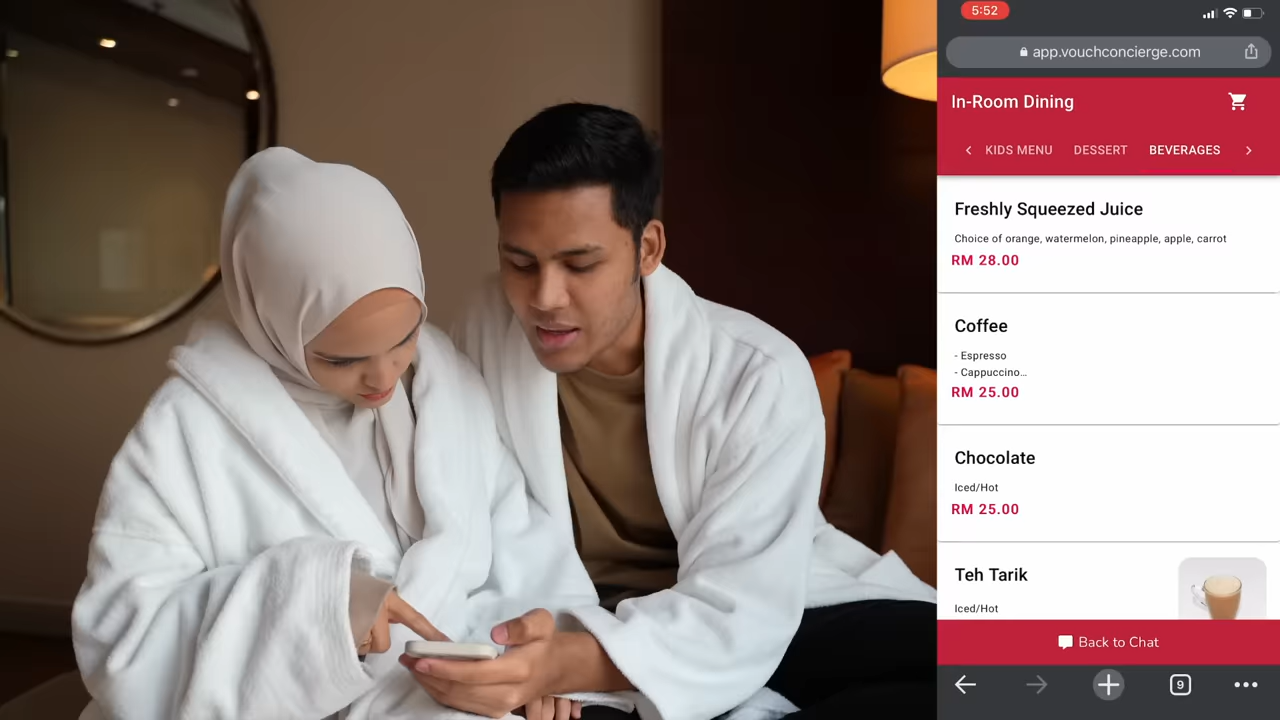 5:52
app.vouchconcierge.com
In-Room Dining
KIDS MENU DESSERT BEVERAGES
Freshly Squeezed Juice
Choice of orange, watermelon, pineapple, apple, carrot
RM 28.00
Coffee
- Espresso
- Cappuccino...
RM 25.00
Chocolate
Iced/Hot
RM 25.00
Teh Tarik
Iced/Hot
Back to Chat
9